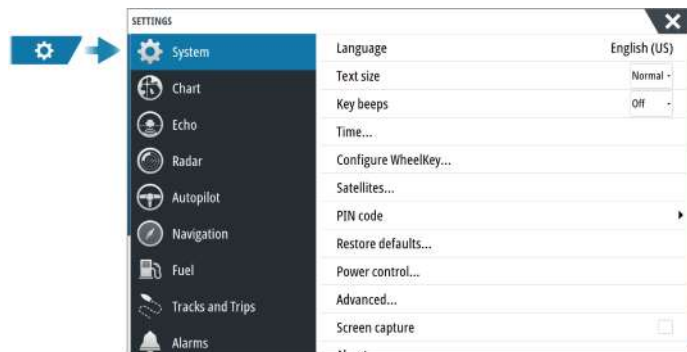 SETTINGS
System
Chart
Echo
Radar
Autopilot
Navigation
Fuel
Tracks and Trips
Alarms
Language English (US)
Text size Normal
Key beeps Off
Time...
Configure WheelKey...
Satellites...
PIN code
Restore defaults...
Power control...
Advanced...
Screen capture